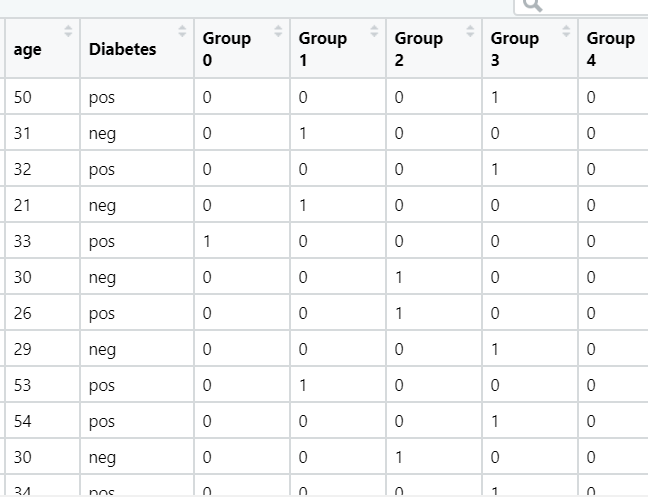 age Diabetes Group 0 Group 1 Group 2 Group 3 Group 4
50 pos 0 0 0 1 0
31 neg 0 1 0 0 0
32 pos 0 0 0 1 0
21 neg 0 1 0 0 0
33 pos 1 0 0 0 0
30 neg 0 0 1 0 0
26 pos 0 0 1 0 0
29 neg 0 0 0 1 0
53 pos 0 1 0 0 0
54 pos 0 0 0 1 0
30 neg 0 0 1 0 0
34 pos 0 0 0 1 0